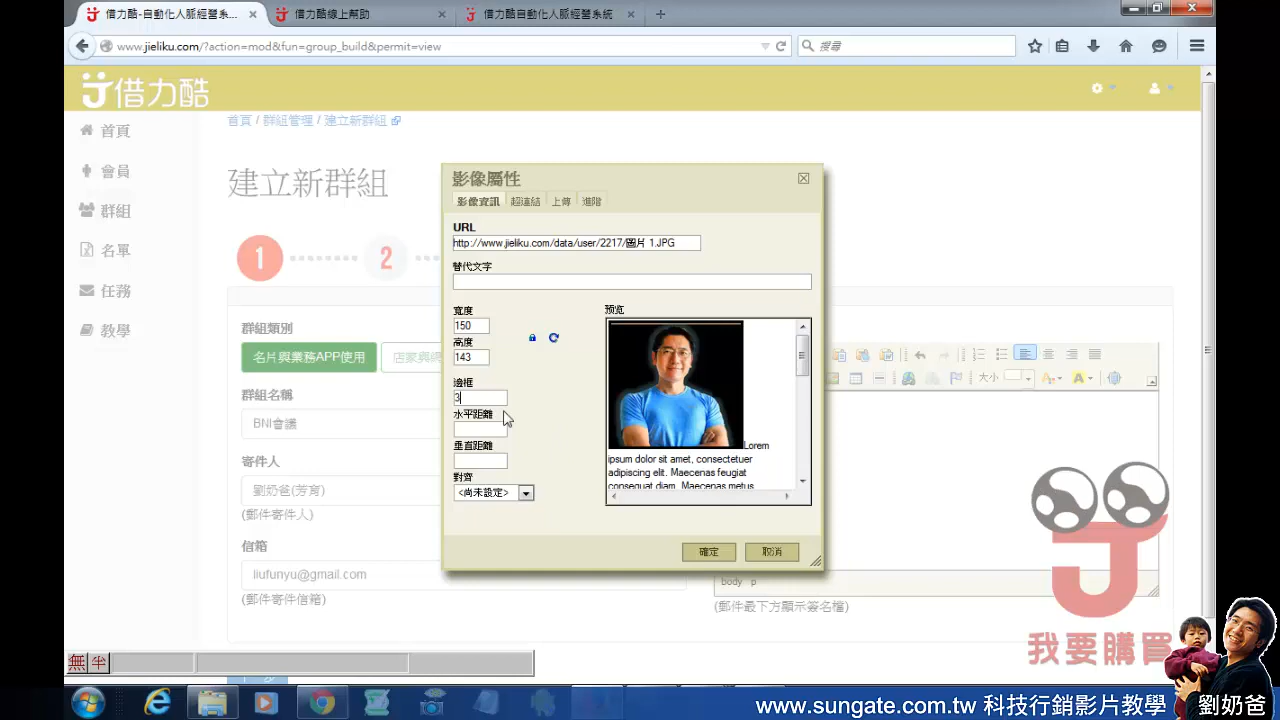 借力酷-自動化人脈經營系...
借力酷線上幫助
借力酷自動化人脈經營系統
www.jieliku.com/?action=mod&fun=group_build&permit=view
搜尋
借力酷
首頁
會員
群組
名單
任務
教學
首頁 / 群組管理 / 建立新群組
建立新群組
1
2
群組類別
名片與業務APP使用
店家與網
群組名稱
BNI會議
寄件人
劉奶爸(芳育)
(郵件寄件人)
信箱
liufunyu@gmail.com
(郵件寄件信箱)
影像屬性
影像資訊
超連結
上傳
進階
URL
http://www.jieliku.com/data/user/2217/圖片 1.JPG
替代文字
寬度
150
高度
143
邊框
3
水平距離
垂直距離
對齊
<尚未設定>
预览
Lorem
ipsum dolor sit amet, consectetuer
adipiscing elit. Maecenas feugiat
consequat diam. Maecenas metus
確定
取消
大小
body p
(郵件最下方顯示簽名檔)
我要購買
無
半
www.sungate.com.tw 科技行銷影片教學
劉奶爸